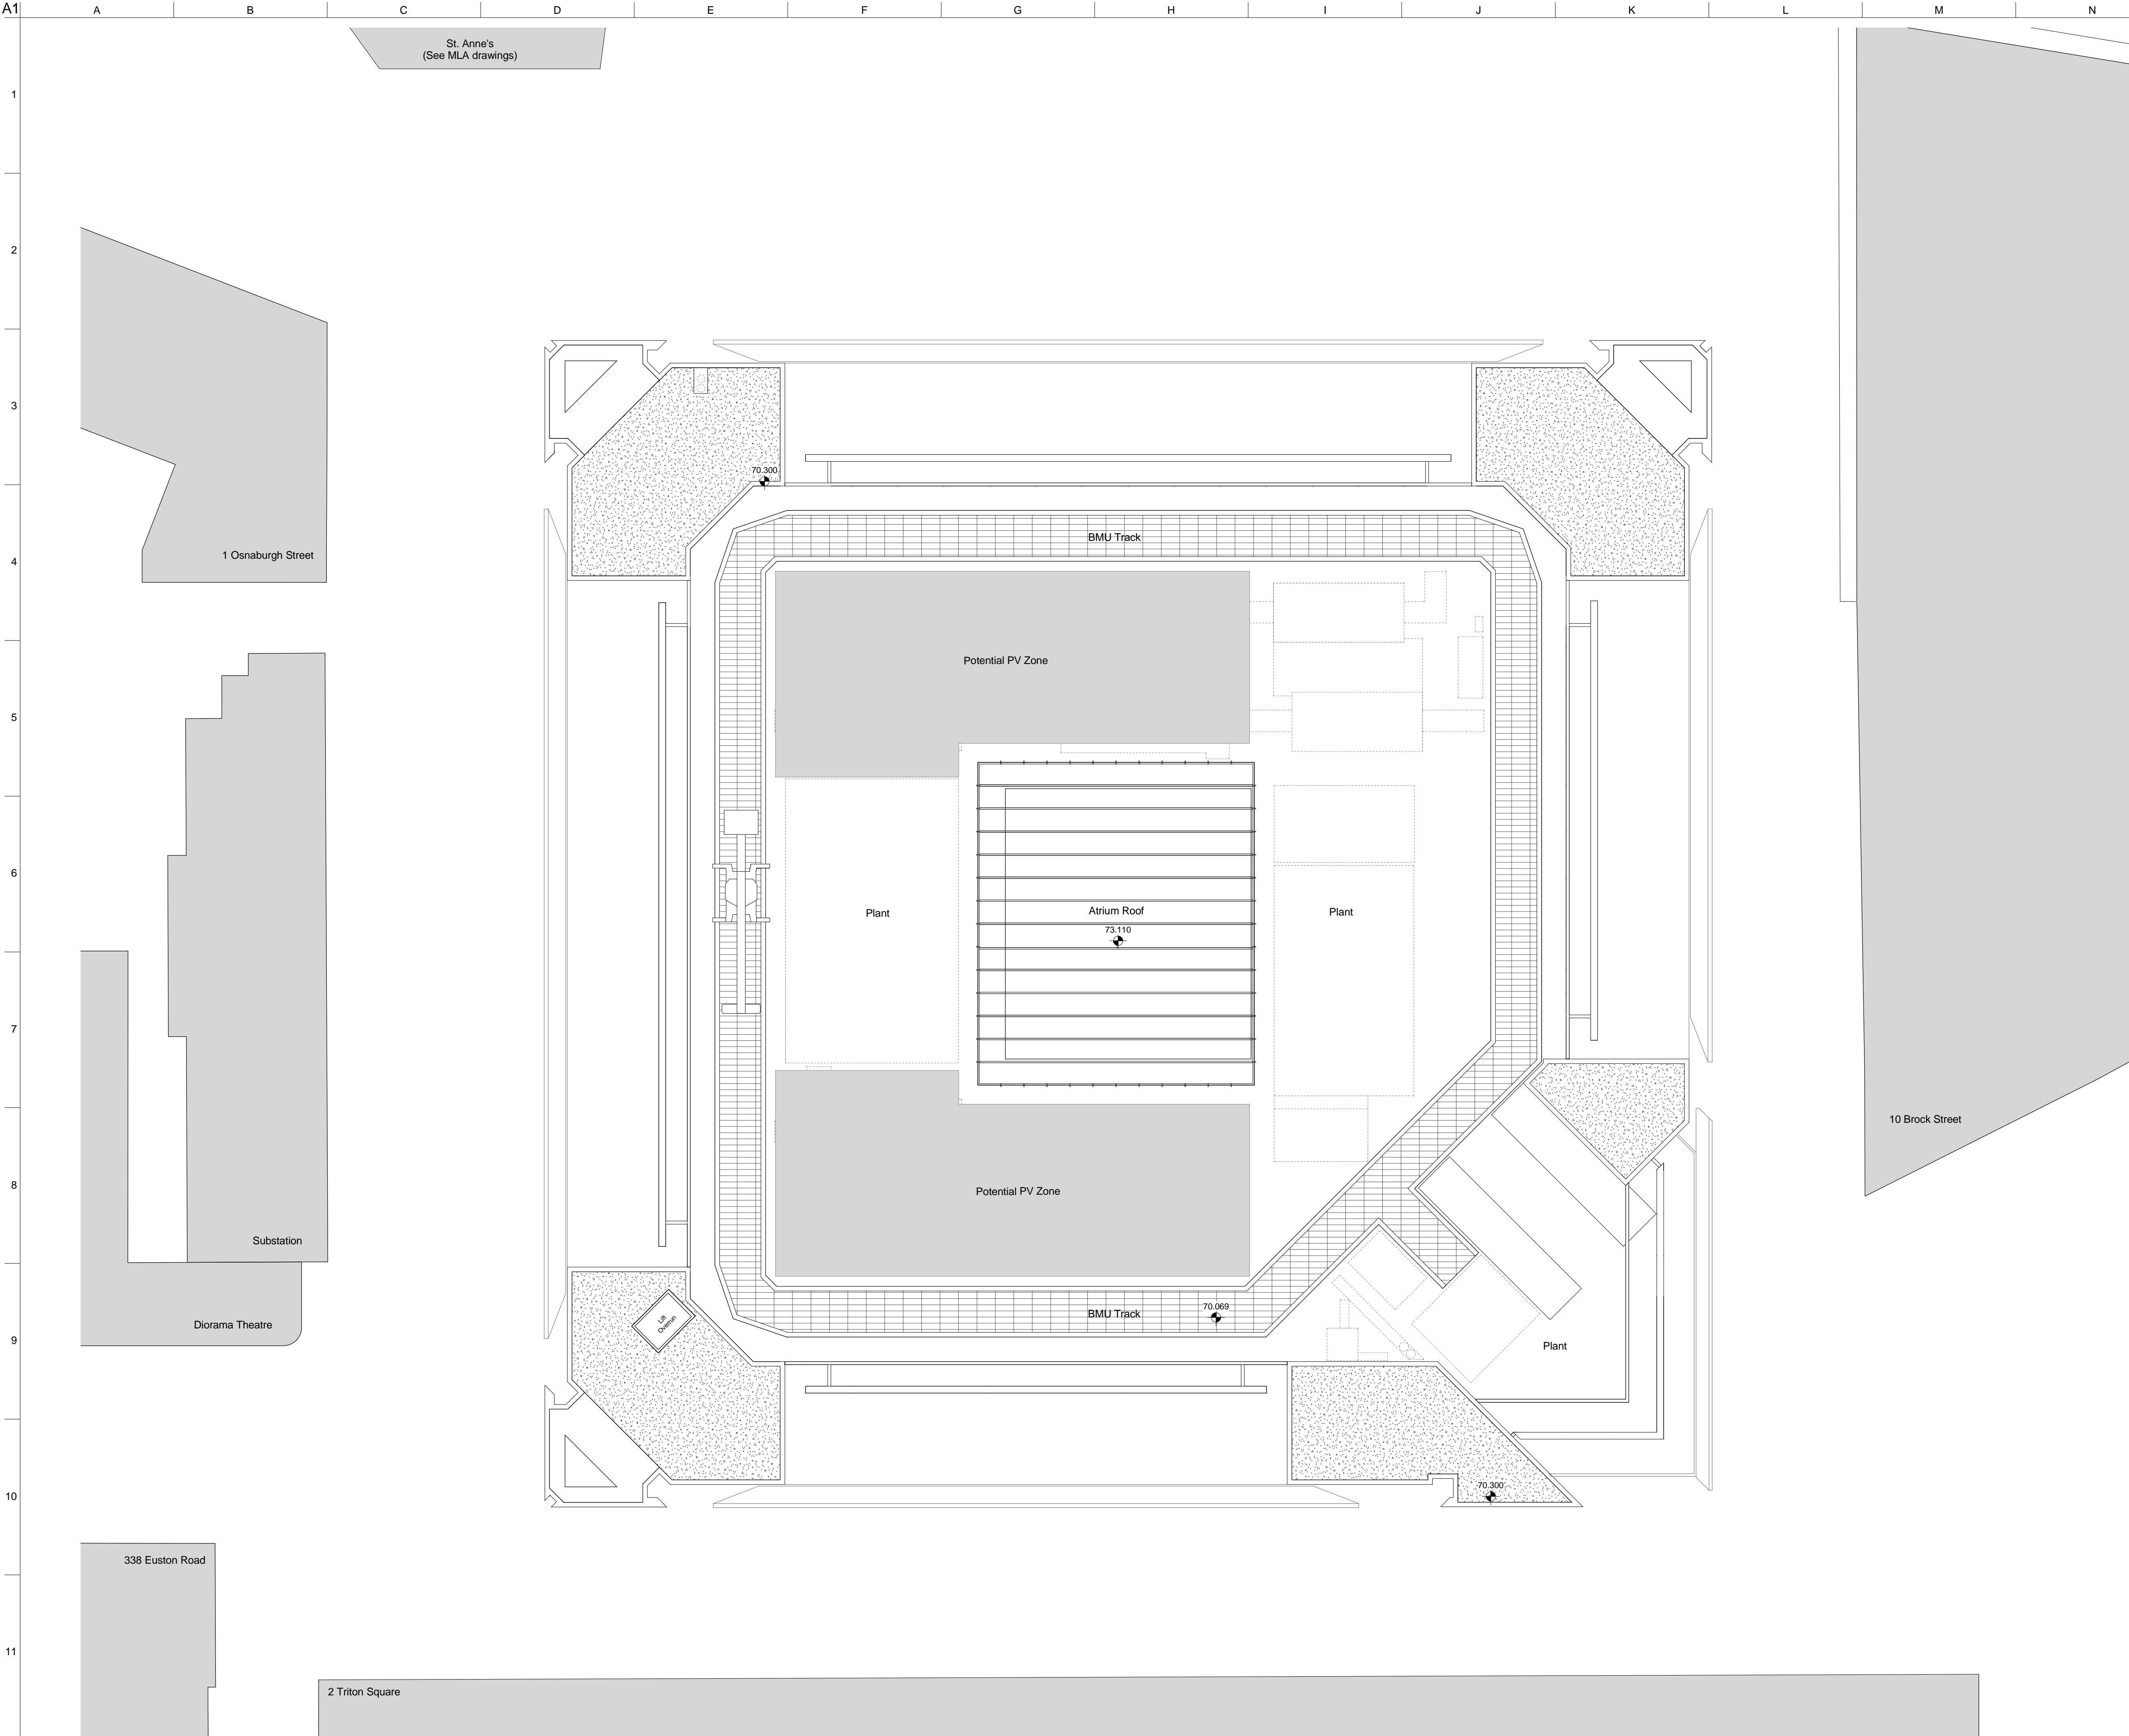 A1
A B C D E F G H I J K L M N
St. Anne's
(See MLA drawings)
1
2
3
70.300
BMU Track
1 Osnaburgh Street
4
Potential PV Zone
5
6
Plant
Atrium Roof
Plant
73.110
7
10 Brock Street
8
Potential PV Zone
Substation
70.069
BMU Track
Lift
Overrun
Diorama Theatre
9
Plant
70.300
10
338 Euston Road
11
2 Triton Square